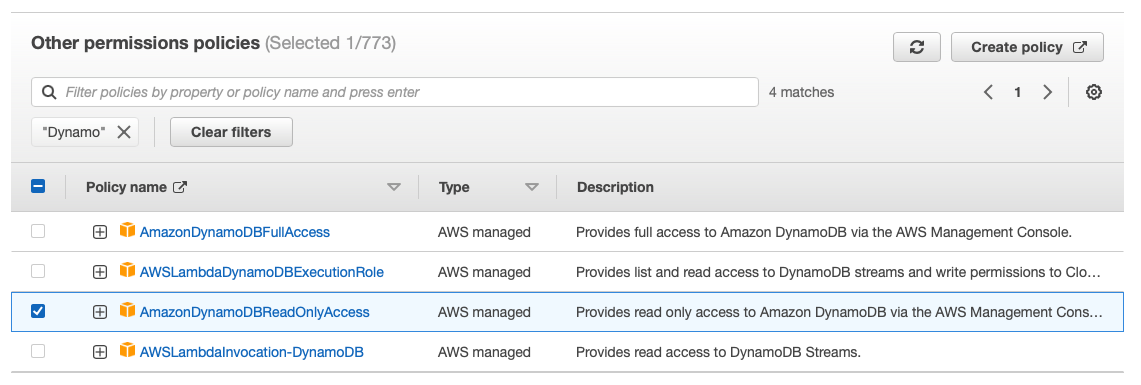 Other permissions policies (Selected 1/773)
Create policy
Filter policies by property or policy name and press enter
4 matches
1
"Dynamo"
Clear filters
Policy name Type Description
AmazonDynamoDBFullAccess AWS managed Provides full access to Amazon DynamoDB via the AWS Management Console.
AWSLambdaDynamoDBExecutionRole AWS managed Provides list and read access to DynamoDB streams and write permissions to Clo…
AmazonDynamoDBReadOnlyAccess AWS managed Provides read only access to Amazon DynamoDB via the AWS Management Cons…
AWSLambdaInvocation-DynamoDB AWS managed Provides read access to DynamoDB Streams.